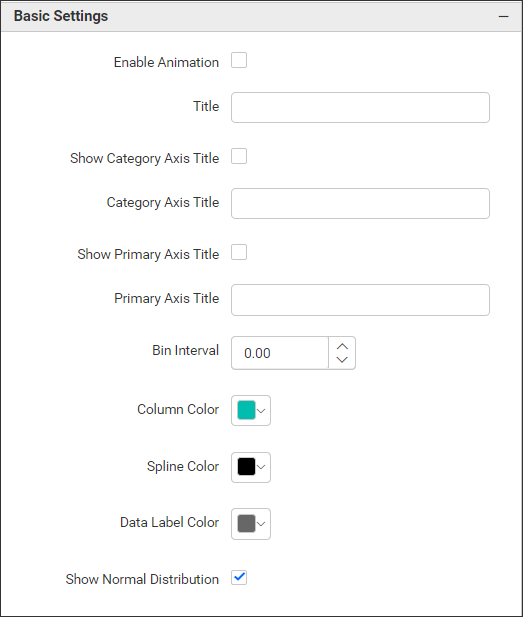 Basic Settings
Enable Animation
Title
Show Category Axis Title
Category Axis Title
Show Primary Axis Title
Primary Axis Title
Bin Interval 0.00
Column Color
Spline Color
Data Label Color
Show Normal Distribution